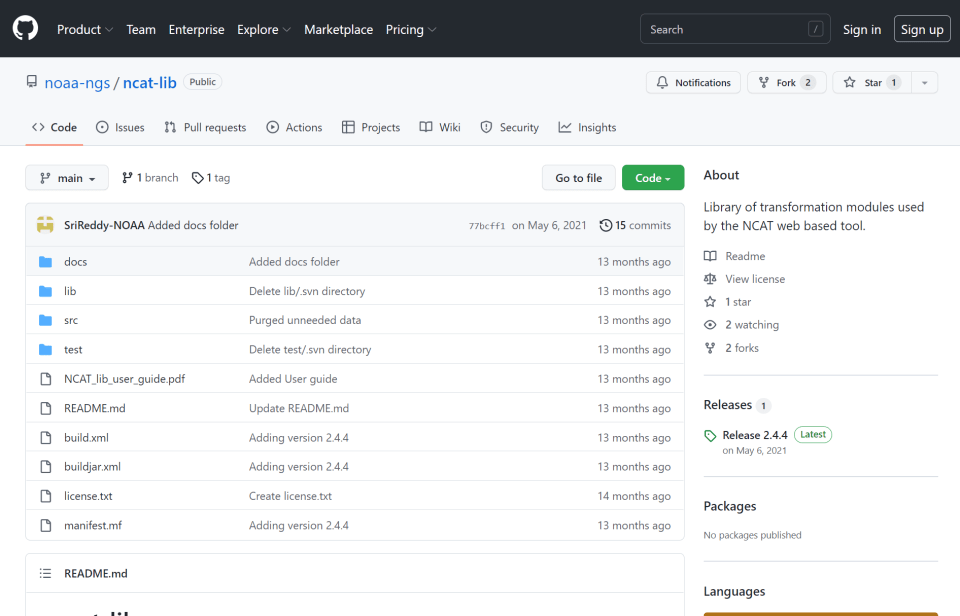 Product Team Enterprise Explore Marketplace Pricing Search / Sign in Sign up
noaa-ngs / ncat-lib Public Notifications Fork 2 Star 1
Code Issues Pull requests Actions Projects Wiki Security Insights
main 1 branch 1 tag Go to file Code
SriReddy-NOAA Added docs folder 77bcff1 on May 6, 2021 15 commits
docs Added docs folder 13 months ago
lib Delete lib/.svn directory 13 months ago
src Purged unneeded data 13 months ago
test Delete test/.svn directory 13 months ago
NCAT_lib_user_guide.pdf Added User guide 13 months ago
README.md Update README.md 13 months ago
build.xml Adding version 2.4.4 13 months ago
buildjar.xml Adding version 2.4.4 13 months ago
license.txt Create license.txt 14 months ago
manifest.mf Adding version 2.4.4 13 months ago
README.md
About
Library of transformation modules used
by the NCAT web based tool.
Readme
View license
1 star
2 watching
2 forks
Releases 1
Release 2.4.4 Latest
on May 6, 2021
Packages
No packages published
Languages